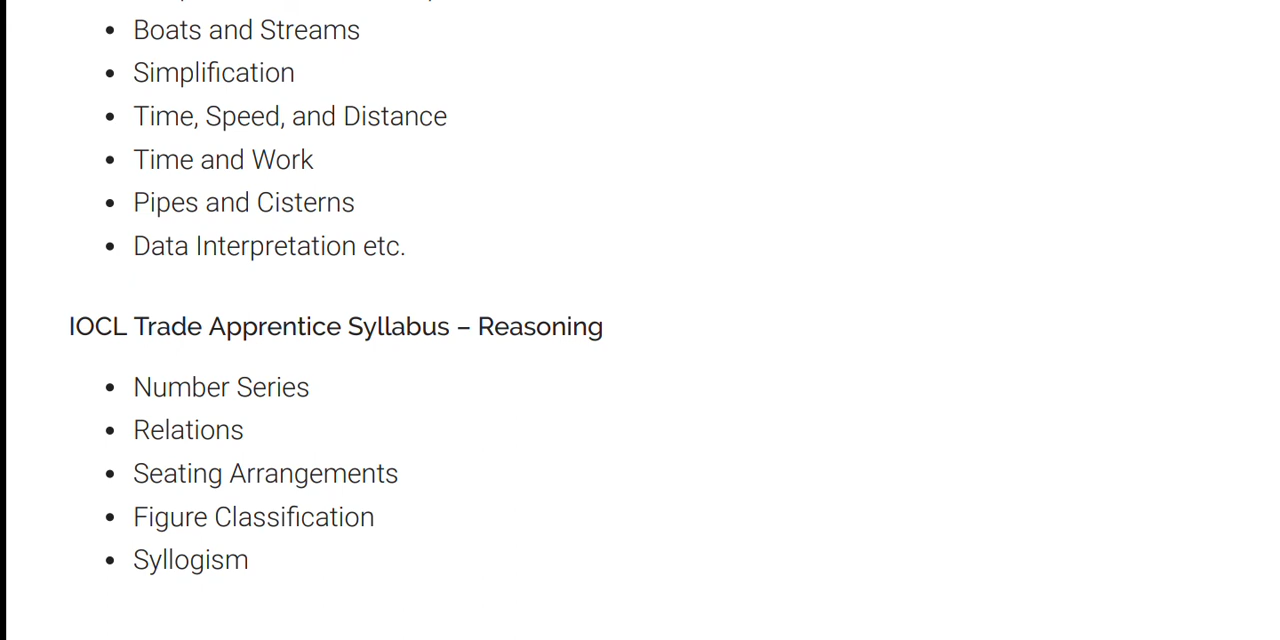 Boats and Streams
Simplification
Time, Speed, and Distance
Time and Work
Pipes and Cisterns
Data Interpretation etc.
IOCL Trade Apprentice Syllabus – Reasoning
Number Series
Relations
Seating Arrangements
Figure Classification
Syllogism